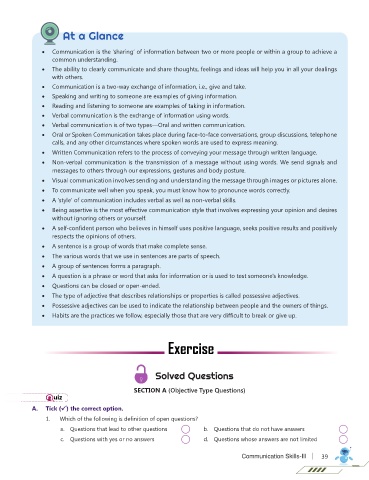 At a Glance
• Communication is the 'sharing' of information between two or more people or within a group to achieve a
common understanding.
• The ability to clearly communicate and share thoughts, feelings and ideas will help you in all your dealings
with others.
• Communication is a two-way exchange of information, i.e., give and take.
• Speaking and writing to someone are examples of giving information.
• Reading and listening to someone are examples of taking in information.
• Verbal communication is the exchange of information using words.
• Verbal communication is of two types—Oral and written communication.
• Oral or Spoken Communication takes place during face-to-face conversations, group discussions, telephone
calls, and any other circumstances where spoken words are used to express meaning.
• Written Communication refers to the process of conveying your message through written language.
• Non-verbal communication is the transmission of a message without using words. We send signals and
messages to others through our expressions, gestures and body posture.
• Visual communication involves sending and understanding the message through images or pictures alone.
• To communicate well when you speak, you must know how to pronounce words correctly.
• A 'style' of communication includes verbal as well as non-verbal skills.
• Being assertive is the most effective communication style that involves expressing your opinion and desires
without ignoring others or yourself.
• A self-confident person who believes in himself uses positive language, seeks positive results and positively
respects the opinions of others.
• A sentence is a group of words that make complete sense.
• The various words that we use in sentences are parts of speech.
• A group of sentences forms a paragraph.
• A question is a phrase or word that asks for information or is used to test someone's knowledge.
• Questions can be closed or open-ended.
• The type of adjective that describes relationships or properties is called possessive adjectives.
• Possessive adjectives can be used to indicate the relationship between people and the owners of things.
• Habits are the practices we follow, especially those that are very difficult to break or give up.
Exercise
Solved Questions
SECTION A (Objective Type Questions)
Quiz
A. Tick (✓) the correct option.
1. Which of the following is definition of open questions?
a. Questions that lead to other questions b. Questions that do not have answers
c. Questions with yes or no answers d. Questions whose answers are not limited
Communication Skills-III | 39